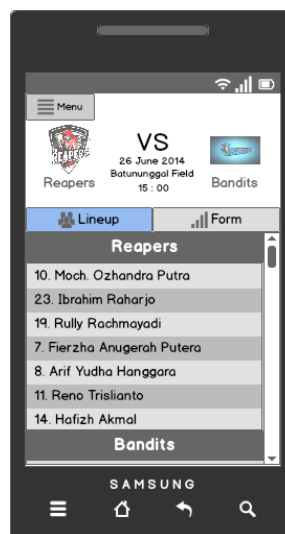 Menu
REAPERS
VS
26 June 2014
Batununggal Field
15 : 00
Reapers
Bandits
Lineup
Form
Reapers
10. Moch. Ozhandra Putra
23. Ibrahim Raharjo
19. Rully Rachmayadi
7. Fierzha Anugerah Putera
8. Arif Yudha Hanggara
11. Reno Trislianto
14. Hafizh Akmal
Bandits
SAMSUNG